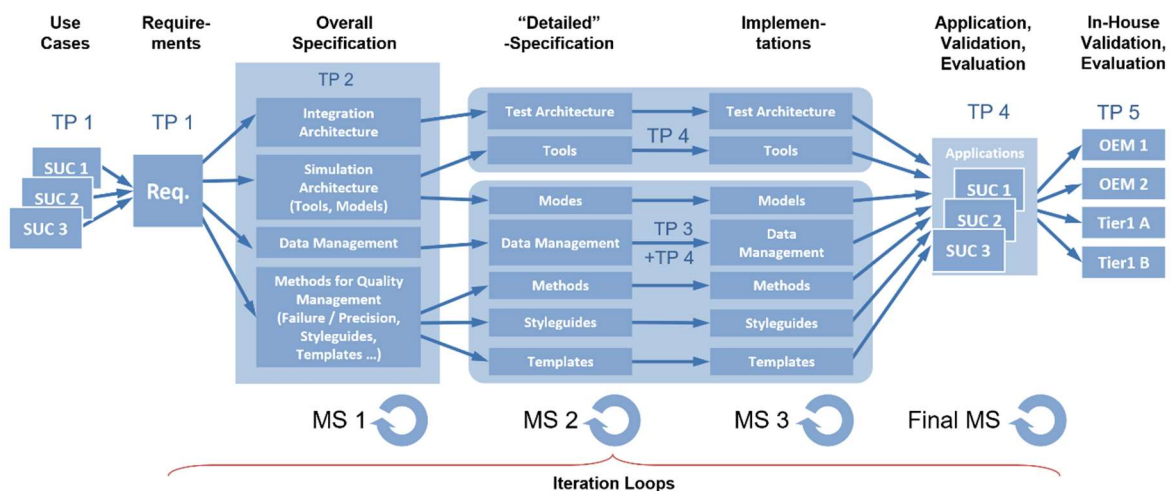 Use
Cases
Require-
ments
Overall
Specification
“Detailed”
-Specification
Implemen-
tations
Application,
Validation,
Evaluation
In-House
Validation,
Evaluation
TP 1
SUC 1
SUC 2
SUC 3
TP 1
Req.
TP 2
Integration
Architecture
Simulation
Architecture
(Tools, Models)
Data Management
Methods for Quality
Management
(Failure / Precision,
Styleguides,
Templates ...)
Test Architecture
Tools
TP 4
Test Architecture
Tools
Modes
Data Management
Methods
Styleguides
Templates
TP 3
+TP 4
Models
Data
Management
Methods
Styleguides
Templates
TP 4
Applications
SUC 1
SUC 2
SUC 3
TP 5
OEM 1
OEM 2
Tier1 A
Tier1 B
MS 1
MS 2
MS 3
Final MS
Iteration Loops